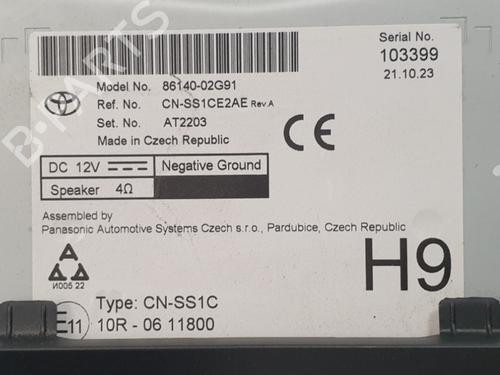 B-PARTS
Serial No.
103399
21.10.23
Model No. 86140-02G91
Ref. No. CN-SS1CE2AE Rev.A
Set. No. AT2203
Made in Czech Republic
CE
DC 12V Negative Ground
Speaker 4Ω
Assembled by
Panasonic Automotive Systems Czech s.r.o., Pardubice, Czech Republic
H9
И005 22
Type: CN-SS1C
E11 10R - 06 11800